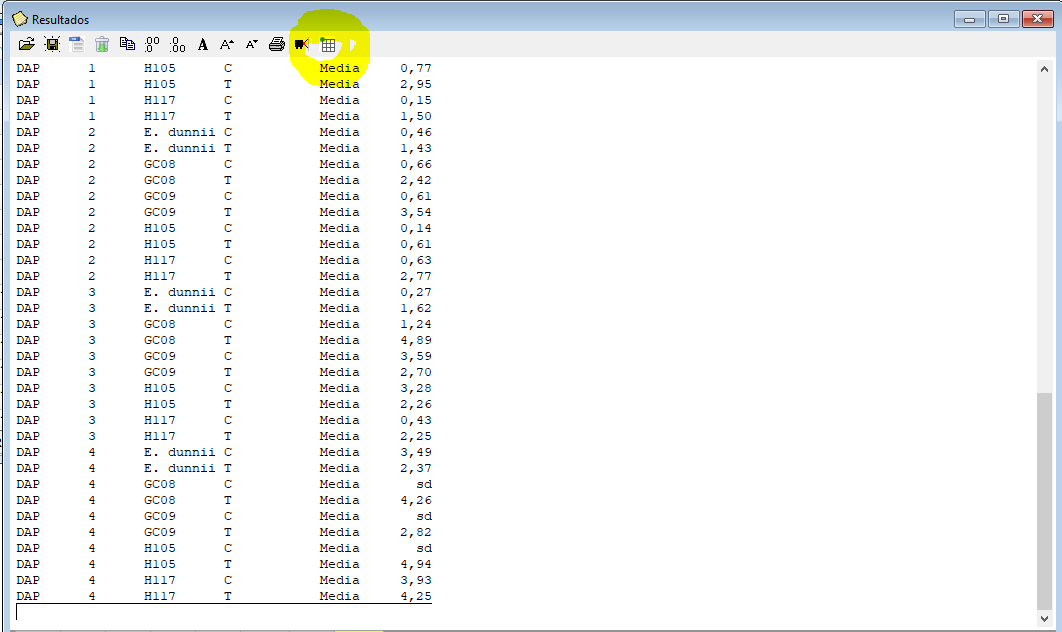 Resultados
DAP 1 H105 C Media 0,77
DAP 1 H105 T Media 2,95
DAP 1 H117 C Media 0,15
DAP 1 H117 T Media 1,50
DAP 2 E. dunnii C Media 0,46
DAP 2 E. dunnii T Media 1,43
DAP 2 GC08 C Media 0,66
DAP 2 GC08 T Media 2,42
DAP 2 GC09 C Media 0,61
DAP 2 GC09 T Media 3,54
DAP 2 H105 C Media 0,14
DAP 2 H105 T Media 0,61
DAP 2 H117 C Media 0,63
DAP 2 H117 T Media 2,77
DAP 3 E. dunnii C Media 0,27
DAP 3 E. dunnii T Media 1,62
DAP 3 GC08 C Media 1,24
DAP 3 GC08 T Media 4,89
DAP 3 GC09 C Media 3,59
DAP 3 GC09 T Media 2,70
DAP 3 H105 C Media 3,28
DAP 3 H105 T Media 2,26
DAP 3 H117 C Media 0,43
DAP 3 H117 T Media 2,25
DAP 4 E. dunnii C Media 3,49
DAP 4 E. dunnii T Media 2,37
DAP 4 GC08 C Media sd
DAP 4 GC08 T Media 4,26
DAP 4 GC09 C Media sd
DAP 4 GC09 T Media 2,82
DAP 4 H105 C Media sd
DAP 4 H105 T Media 4,94
DAP 4 H117 C Media 3,93
DAP 4 H117 T Media 4,25